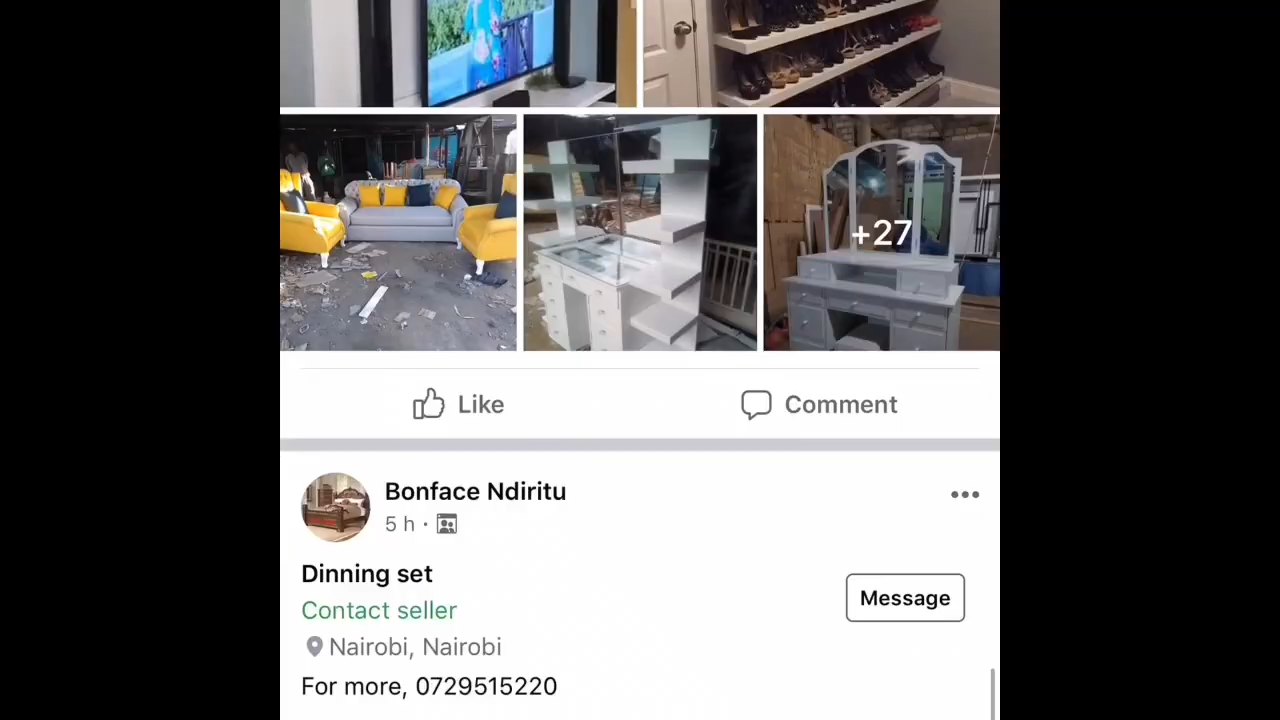 +27
Like
Comment
Bonface Ndiritu
5 h ·
Dinning set
Contact seller
Message
Nairobi, Nairobi
For more, 0729515220